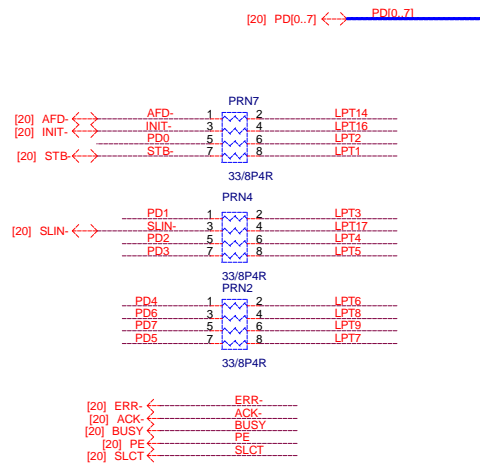 [20] PD[0..7] PD[0..7]
PRN7
[20] AFD- AFD- 1 2 LPT14
[20] INIT- INIT- 3 4 LPT16
PD0 5 6 LPT2
[20] STB- STB- 7 8 LPT1
33/8P4R
PRN4
PD1 1 2 LPT3
[20] SLIN- SLIN- 3 4 LPT17
PD2 5 6 LPT4
PD3 7 8 LPT5
33/8P4R
PRN2
PD4 1 2 LPT6
PD6 3 4 LPT8
PD7 5 6 LPT9
PD5 7 8 LPT7
33/8P4R
[20] ERR- ERR-
[20] ACK- ACK-
[20] BUSY BUSY
[20] PE PE
[20] SLCT SLCT